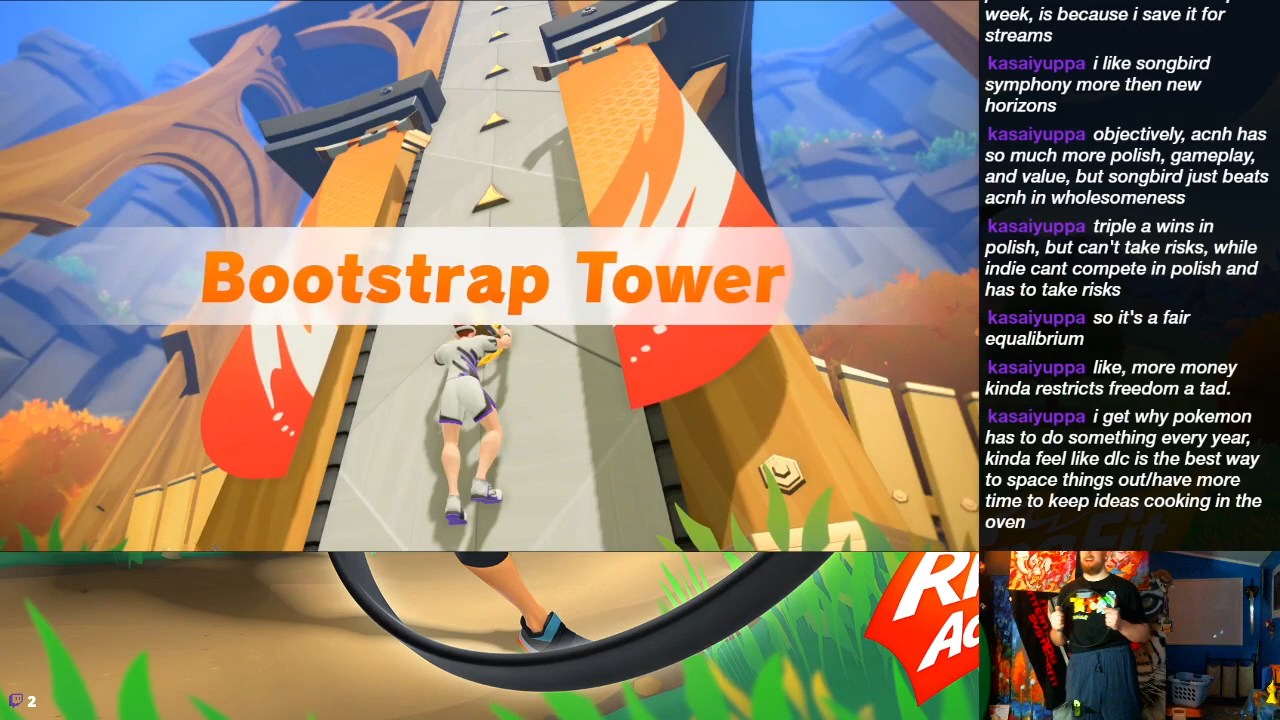 week, is because i save it for
streams
kasaiyuppa i like songbird
symphony more then new
horizons
kasaiyuppa objectively, acnh has
so much more polish, gameplay,
and value, but songbird just beats
acnh in wholesomeness
kasaiyuppa triple a wins in
polish, but can't take risks, while
indie cant compete in polish and
has to take risks
kasaiyuppa so it's a fair
equalibrium
kasaiyuppa like, more money
kinda restricts freedom a tad.
kasaiyuppa i get why pokemon
has to do something every year,
kinda feel like dlc is the best way
to space things out/have more
time to keep ideas cooking in the
oven
Bootstrap Tower
2